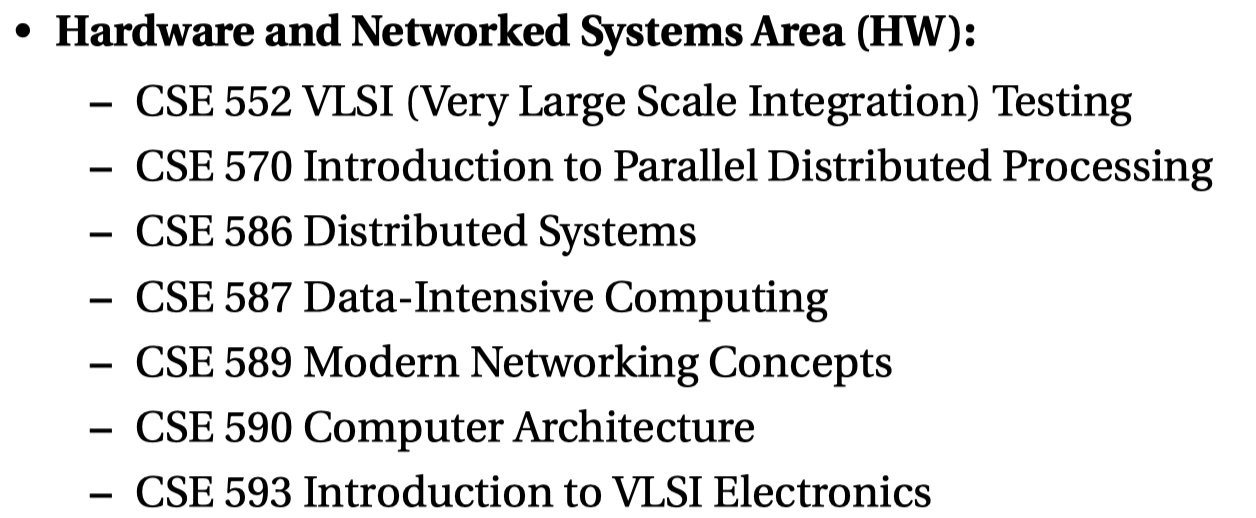 • Hardware and Networked Systems Area (HW):
– CSE 552 VLSI (Very Large Scale Integration) Testing
– CSE 570 Introduction to Parallel Distributed Processing
– CSE 586 Distributed Systems
– CSE 587 Data-Intensive Computing
– CSE 589 Modern Networking Concepts
– CSE 590 Computer Architecture
– CSE 593 Introduction to VLSI Electronics